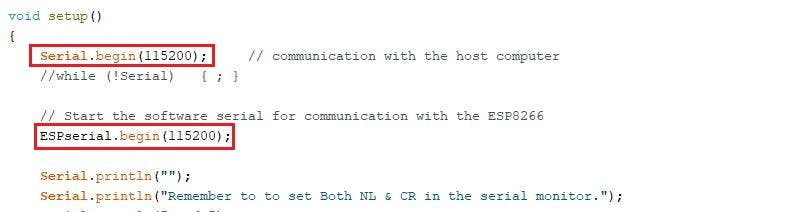 void setup()
{
Serial.begin(115200); // communication with the host computer
//while (!Serial) { ; }
// Start the software serial for communication with the ESP8266
ESPserial.begin(115200);
Serial.println("");
Serial.println("Remember to to set Both NL & CR in the serial monitor.");